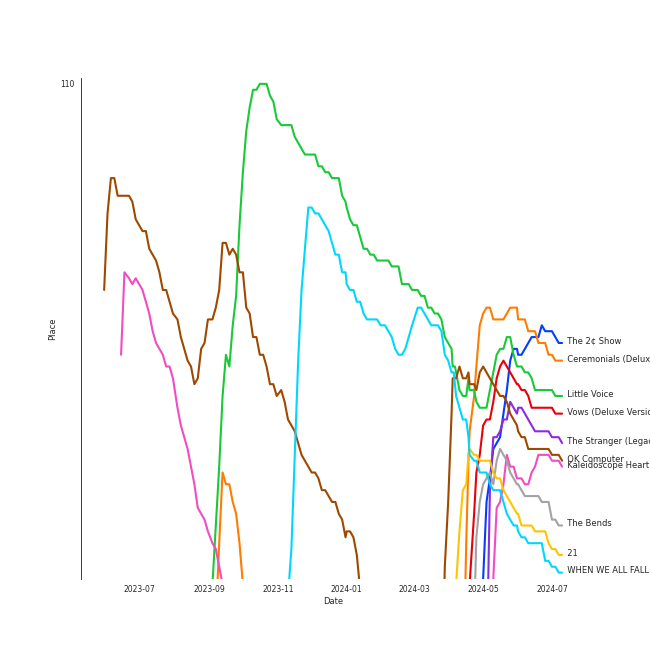 110
Place
The 2¢ Show
Ceremonials (Delux
Little Voice
Vows (Deluxe Versio
The Stranger (Lega
OK Computer
Kaleidoscope Heart
The Bends
21
WHEN WE ALL FALL
2023-07 2023-09 2023-11 2024-01 2024-03 2024-05 2024-07
Date